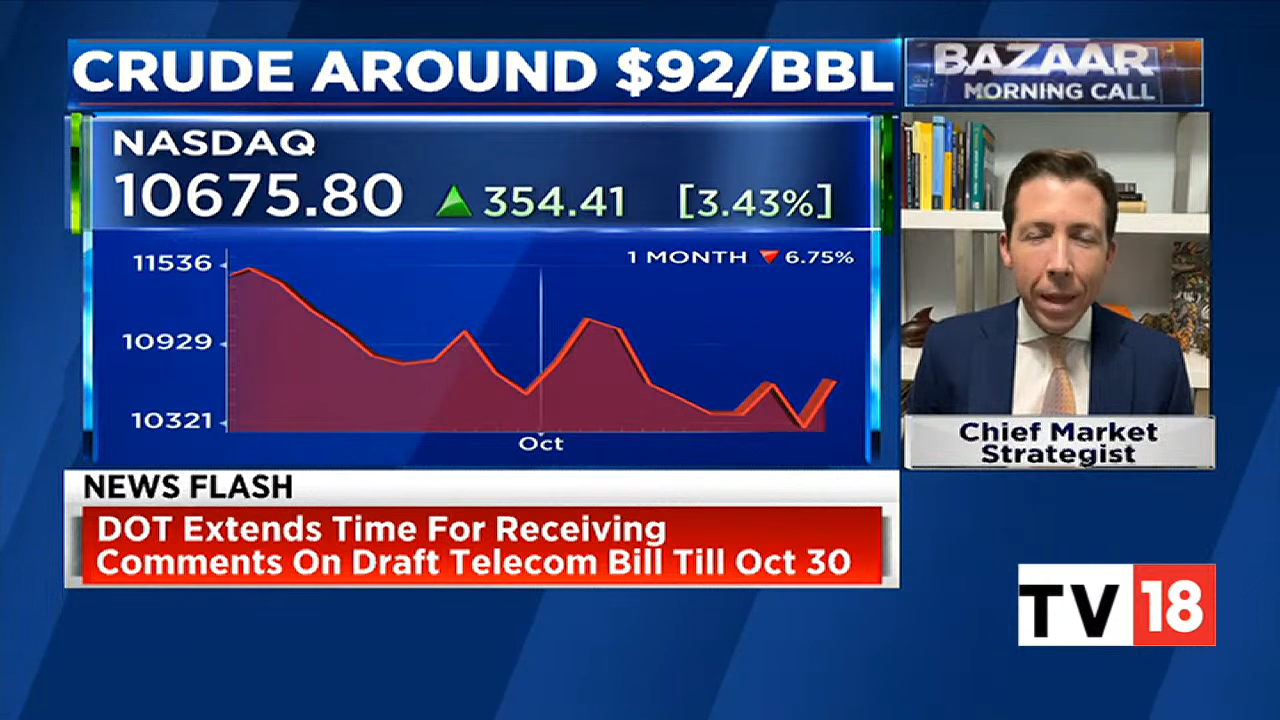 CRUDE AROUND $92/BBL
BAZAAR
MORNING CALL
NASDAQ
10675.80 ▲ 354.41 [3.43%]
1 MONTH ▼ 6.75%
11536
10929
10321
Oct
Chief Market
Strategist
NEWS FLASH
DOT Extends Time For Receiving
Comments On Draft Telecom Bill Till Oct 30
TV18